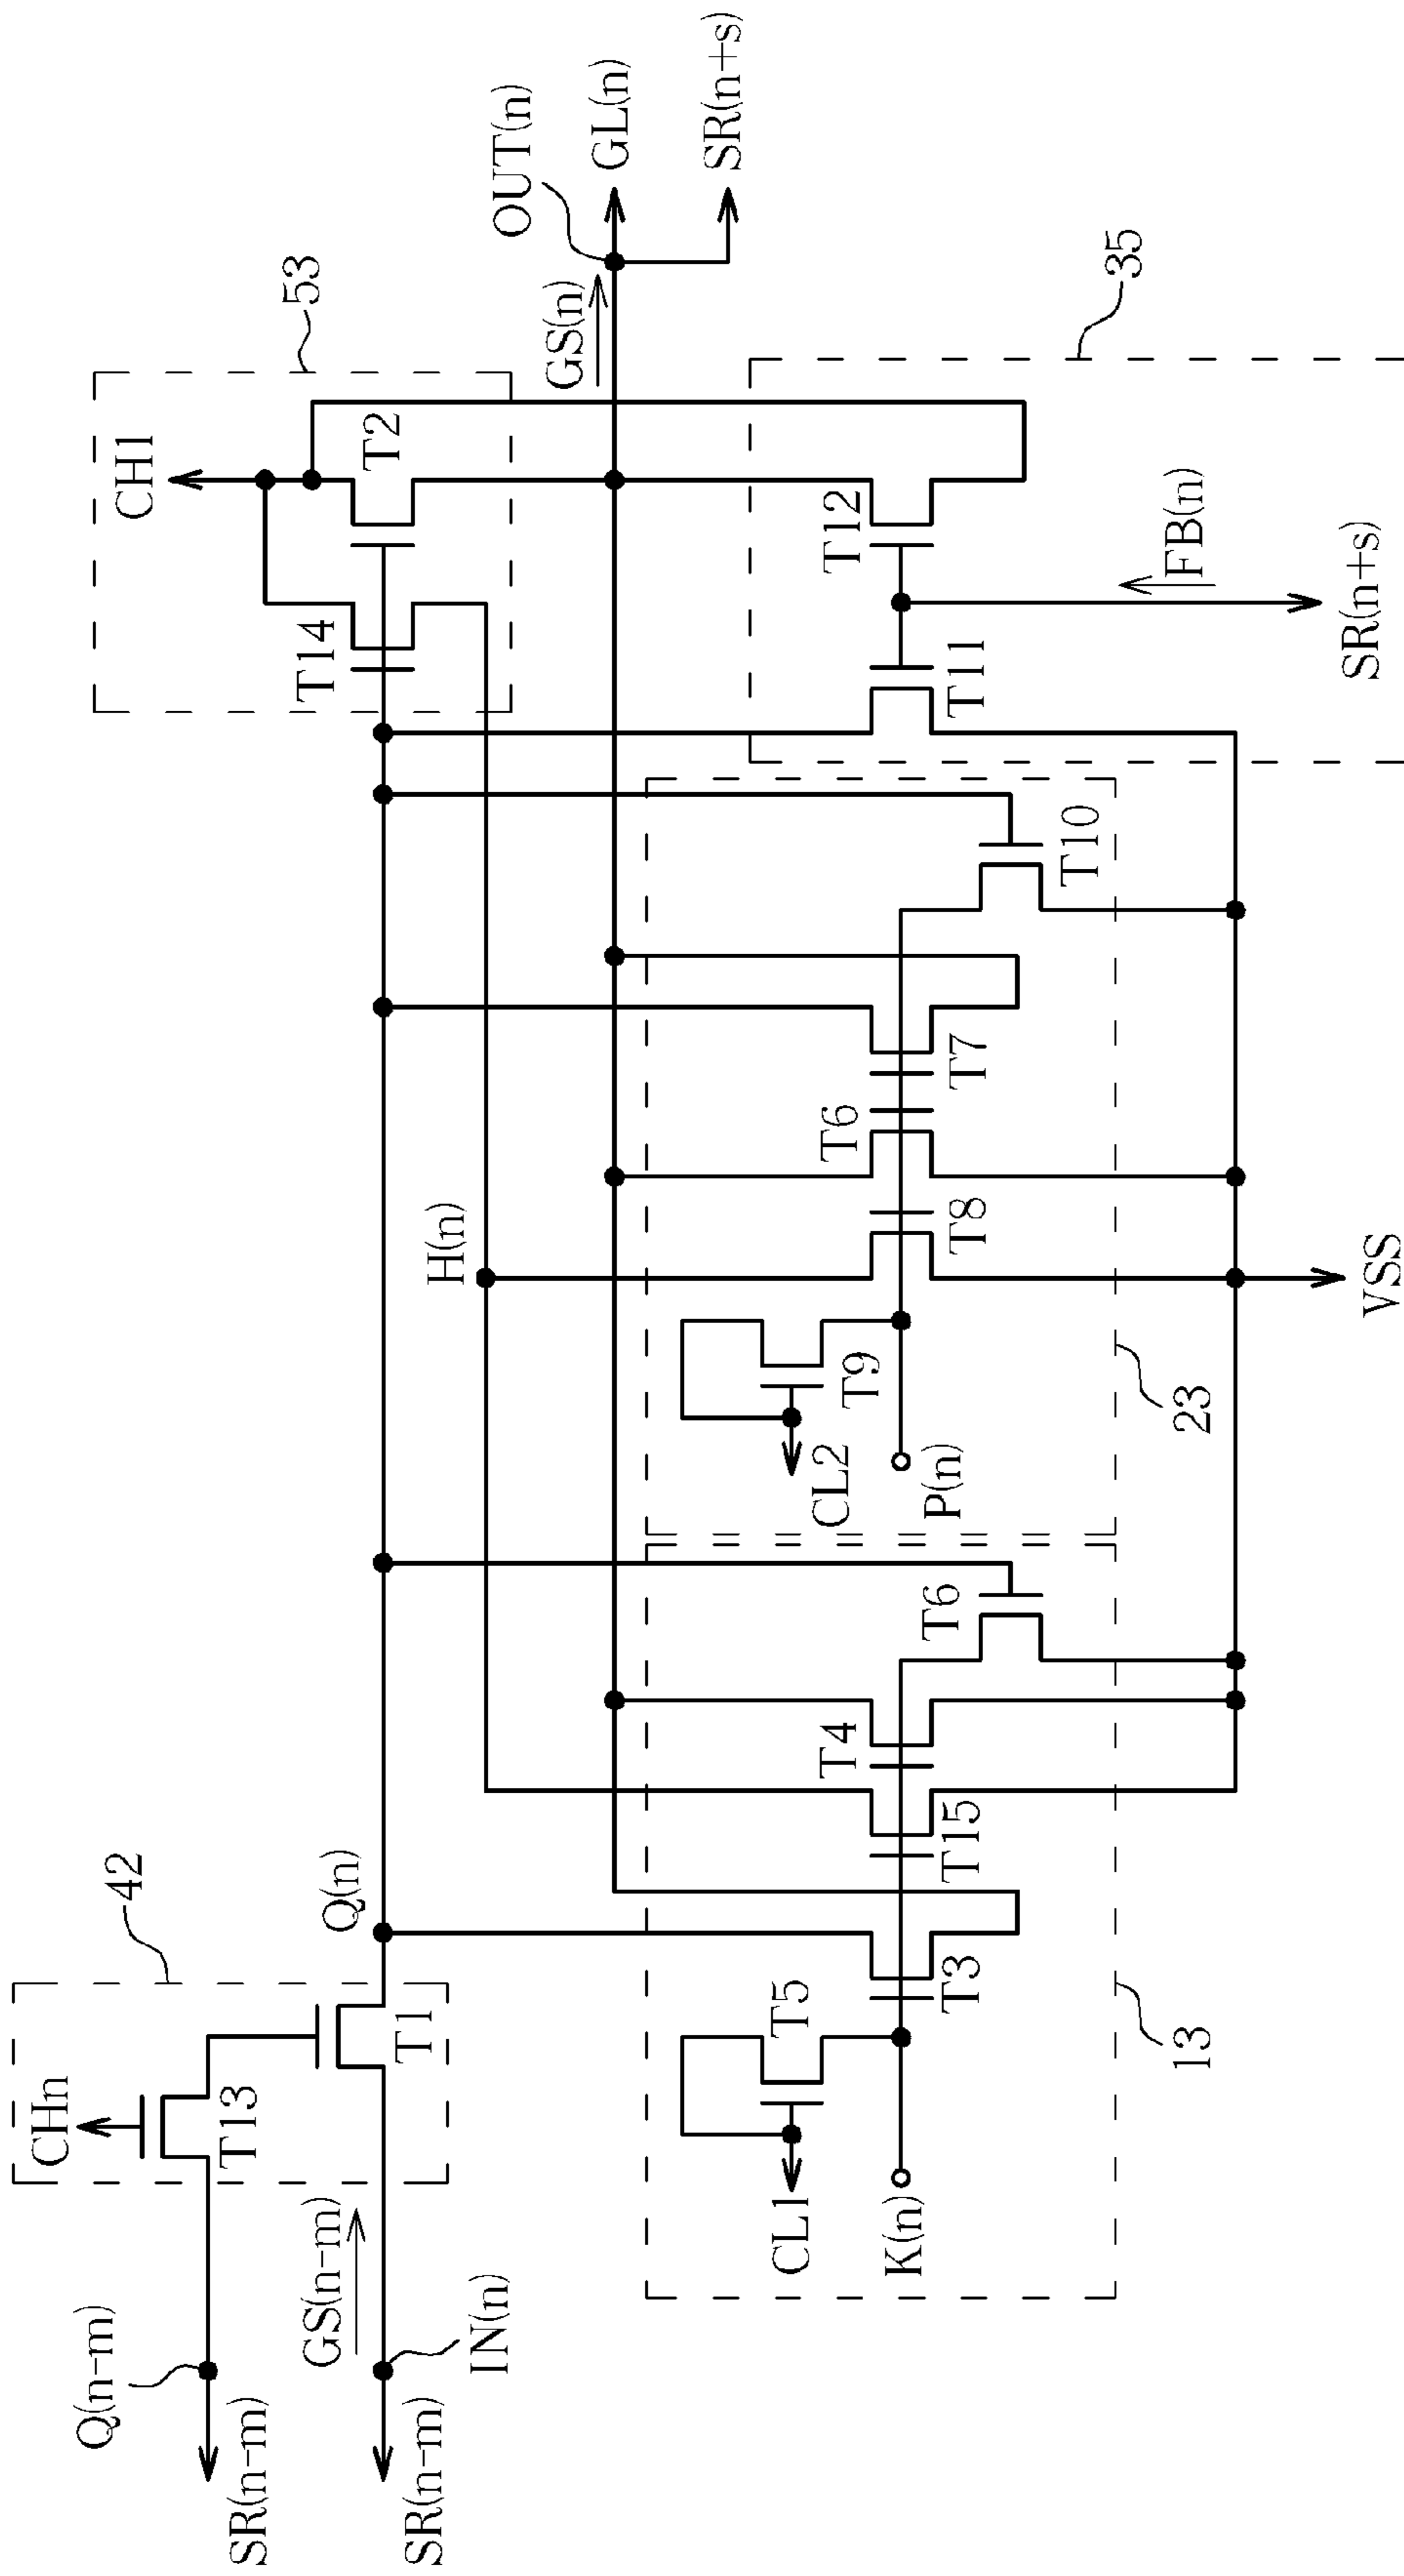 CHn
42
T13
T1
Q(n-m)
SR(n-m)
GS(n-m)
SR(n-m)
IN(n)
Q(n)
H(n)
CH1
53
T14
T2
OUT(n)
GS(n)
GL(n)
SR(n+s)
CL1
T5
K(n)
T3
T15
T4
T6
13
CL2
T9
P(n)
T8
T6
T7
T10
23
T11
T12
35
FB(n)
SR(n+s)
VSS